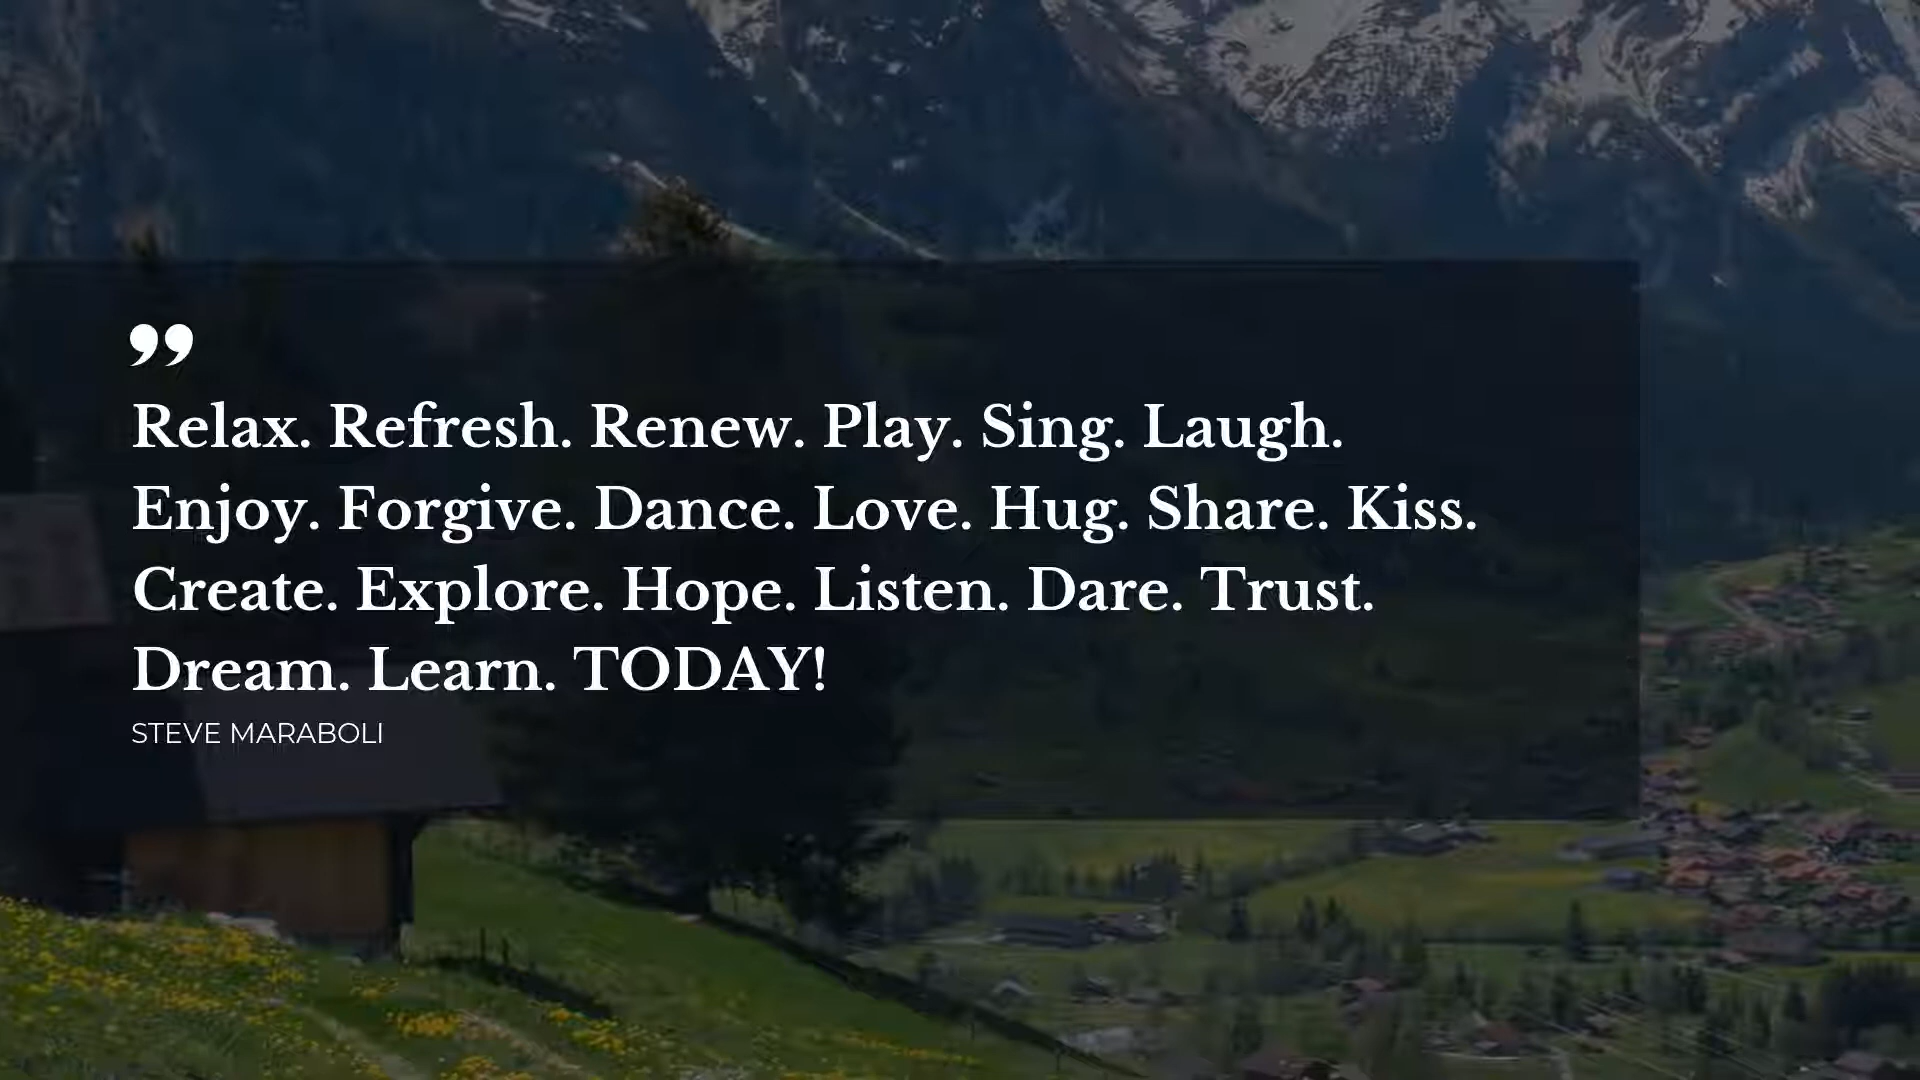 ”
Relax. Refresh. Renew. Play. Sing. Laugh.
Enjoy. Forgive. Dance. Love. Hug. Share. Kiss.
Create. Explore. Hope. Listen. Dare. Trust.
Dream. Learn. TODAY!
STEVE MARABOLI